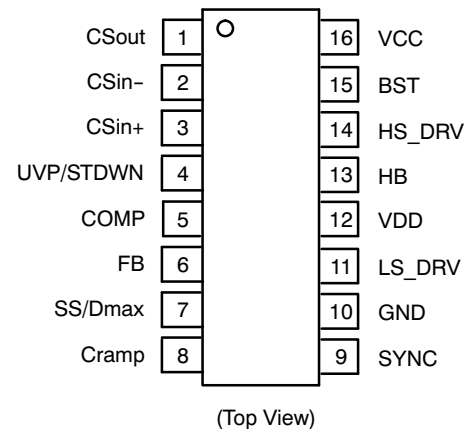 CSout 1 16 VCC
CSin− 2 15 BST
CSin+ 3 14 HS_DRV
UVP/STDWN 4 13 HB
COMP 5 12 VDD
FB 6 11 LS_DRV
SS/Dmax 7 10 GND
Cramp 8 9 SYNC
(Top View)